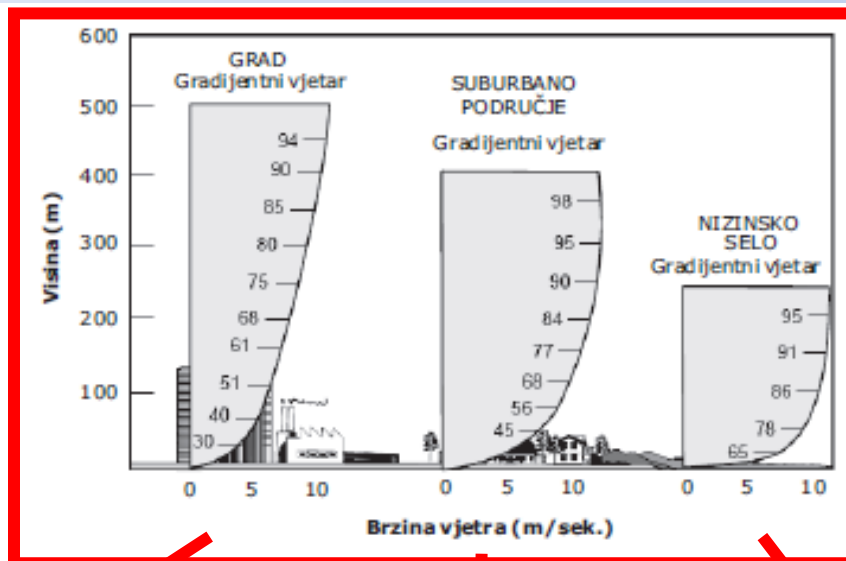 600
500
400
300
200
100
Visina (m)
GRAD
Gradijentni vjetar
94
90
85
80
75
68
61
51
40
30
0 5 10
SUBURBANO
PODRUČJE
Gradijentni vjetar
98
95
90
84
77
68
56
45
0 5 10
NIZINSKO
SELO
Gradijentni vjetar
95
91
86
78
65
0 5 10
Brzina vjetra (m/sek.)